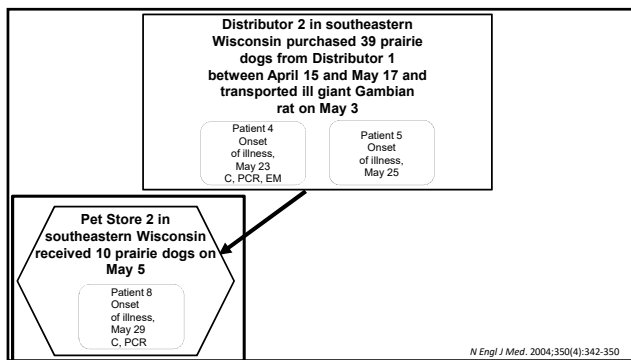 Distributor 2 in southeastern
Wisconsin purchased 39 prairie
dogs from Distributor 1
between April 15 and May 17 and
transported ill giant Gambian
rat on May 3
Patient 4
Onset
of illness,
May 23
C, PCR, EM
Patient 5
Onset
of illness,
May 25
Pet Store 2 in
southeastern Wisconsin
received 10 prairie dogs on
May 5
Patient 8
Onset
of illness,
May 29
C, PCR
N Engl J Med. 2004;350(4):342-350